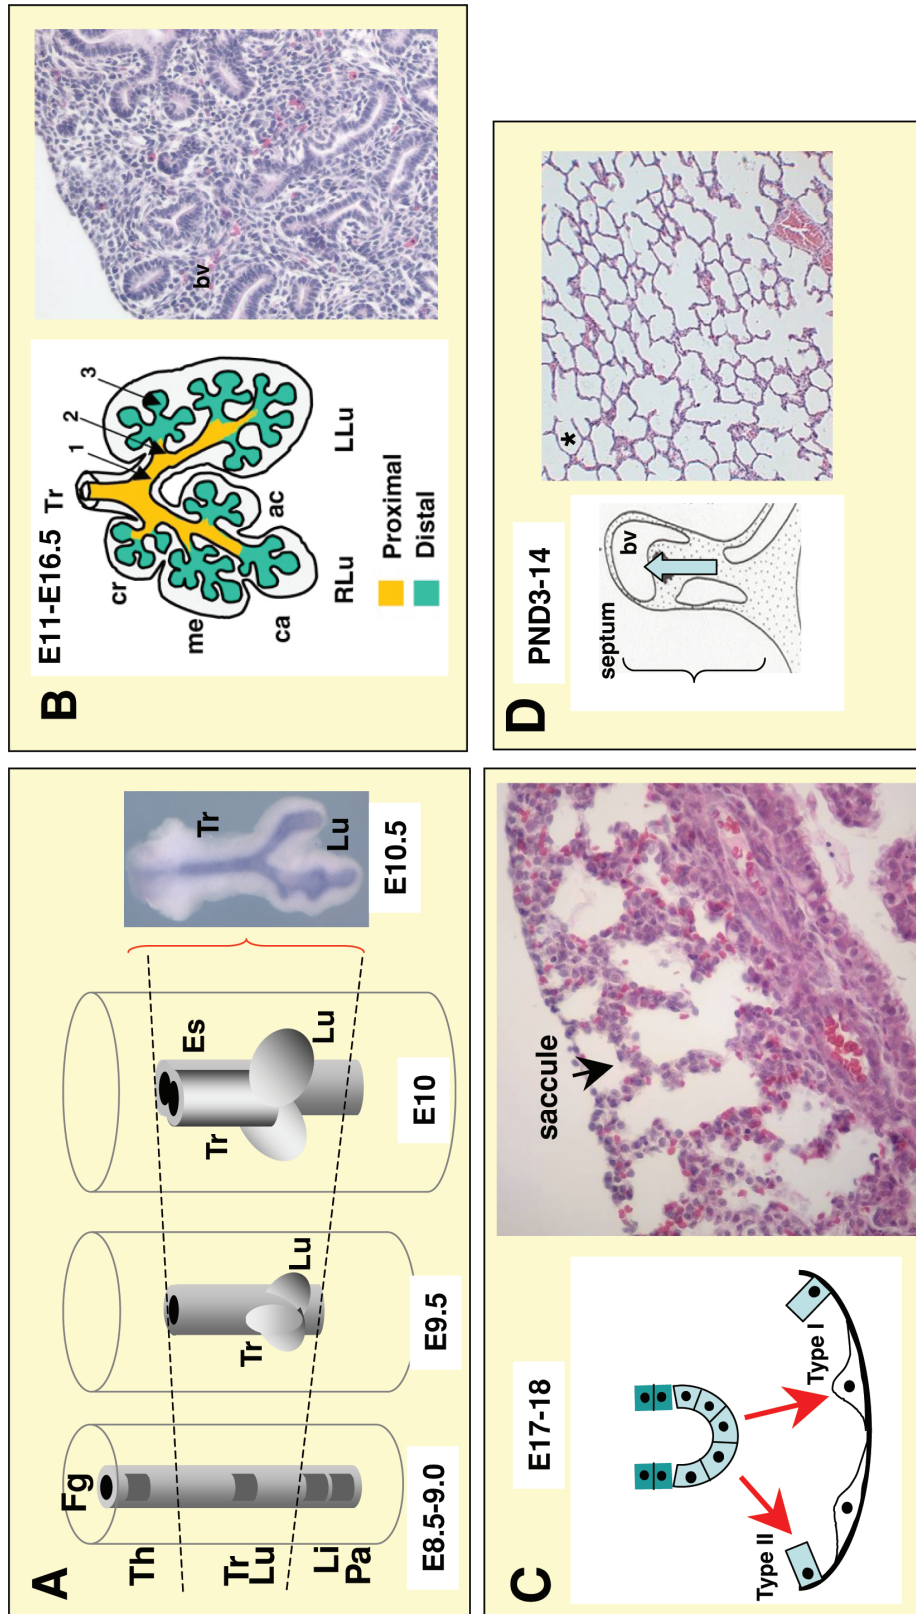 A
Fg
Th
Tr
Lu
Li
Pa
E8.5-9.0
Tr
Lu
E9.5
Tr
Es
Lu
E10
Tr
Lu
E10.5
B
E11-E16.5
Tr
1
2
3
cr
me
ca
ac
RLu
LLu
Proximal
Distal
bv
C
E17-18
Type II
Type I
saccule
D
PND3-14
septum
bv
*